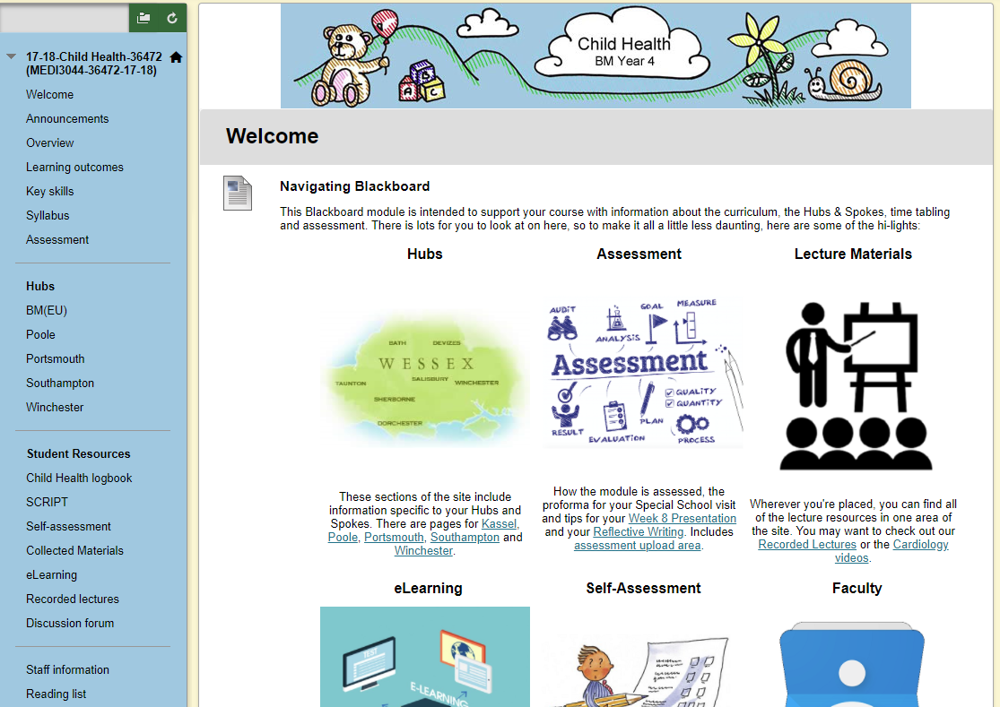 17-18-Child Health-36472
(MEDI3044-36472-17-18)
Welcome
Announcements
Overview
Learning outcomes
Key skills
Syllabus
Assessment
Hubs
BM(EU)
Poole
Portsmouth
Southampton
Winchester
Student Resources
Child Health logbook
SCRIPT
Self-assessment
Collected Materials
eLearning
Recorded lectures
Discussion forum
Staff information
Reading list
Child Health
BM Year 4
A
B
C
Welcome
Navigating Blackboard
This Blackboard module is intended to support your course with information about the curriculum, the Hubs & Spokes, time tabling
and assessment. There is lots for you to look at on here, so to make it all a little less daunting, here are some of the hi-lights:
Hubs
BATH DEVIZES
WESSEX
SALISBURY
TAUNTON WINCHESTER
SHERBORNE
DORCHESTER
These sections of the site include
information specific to your Hubs and
Spokes. There are pages for Kassel,
Poole, Portsmouth, Southampton and
Winchester.
Assessment
AUDIT GOAL MEASURE
ANALYSIS
Assessment
QUALITY
QUANTITY
PLAN
RESULT
EVALUATION
PROCESS
How the module is assessed, the
proforma for your Special School visit
and tips for your Week 8 Presentation
and your Reflective Writing. Includes
assessment upload area.
Lecture Materials
Wherever you're placed, you can find all
of the lecture resources in one area of
the site. You may want to check out our
Recorded Lectures or the Cardiology
videos.
eLearning
TEST
E-LEARNING
Self-Assessment
Faculty